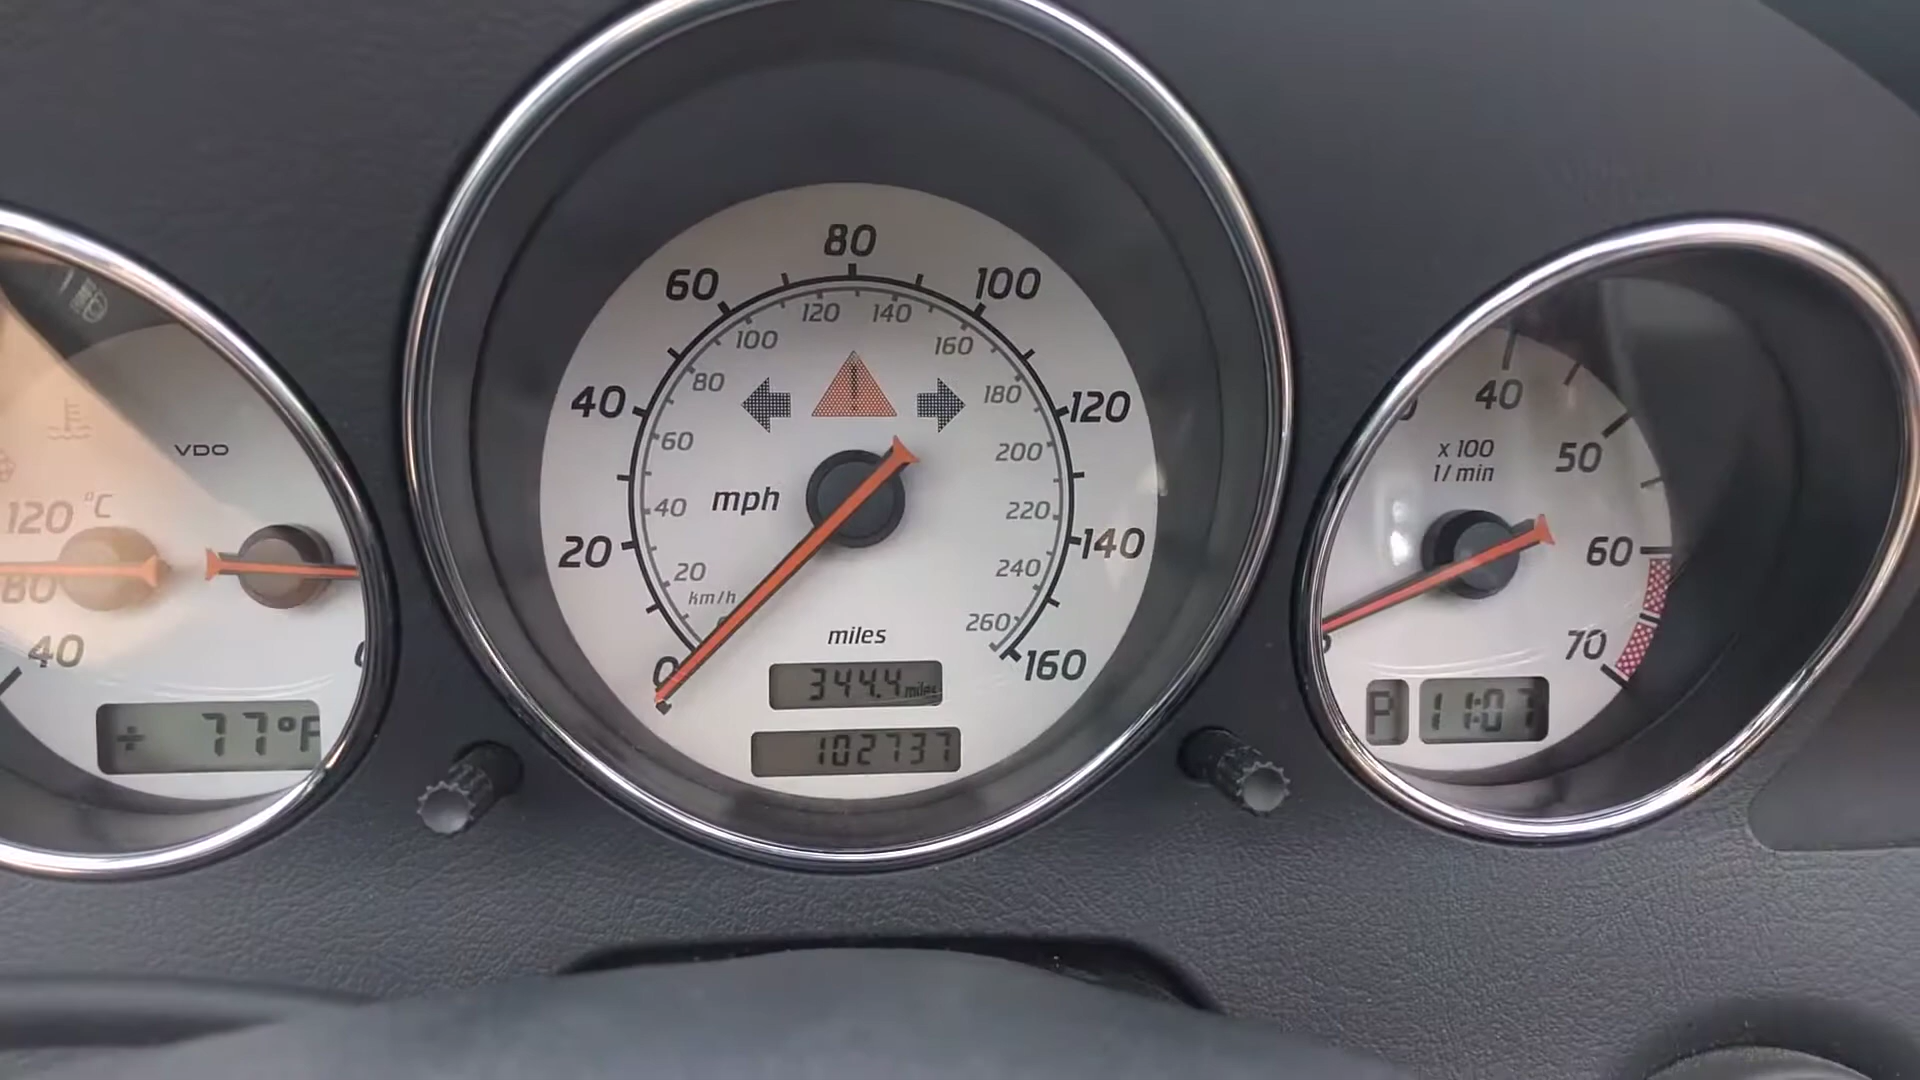 VDO
120 °C
80
40
÷ 77°F
80
60
100
40
120
20
140
0
160
120
140
100
160
80
180
60
200
40
220
20
240
km/h
260
mph
miles
344.4 miles
102737
40
50
x 100
1/min
60
70
P 11:07